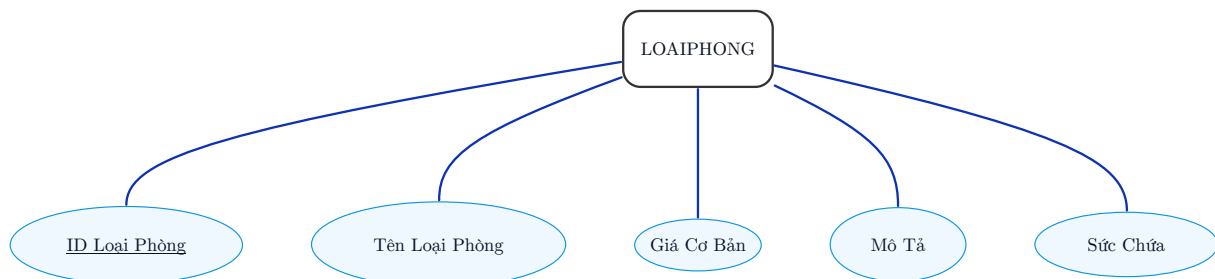 LOAIPHONG
ID Loại Phòng
Tên Loại Phòng
Giá Cơ Bản
Mô Tả
Sức Chứa